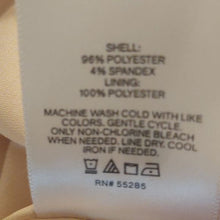 SHELL:
96% POLYESTER
4% SPANDEX
LINING:
100% POLYESTER
MACHINE WASH COLD WITH LIKE
COLORS. GENTLE CYCLE.
ONLY NON-CHLORINE BLEACH
WHEN NEEDED. LINE DRY. COOL
IRON IF NEEDED.
RN# 55285